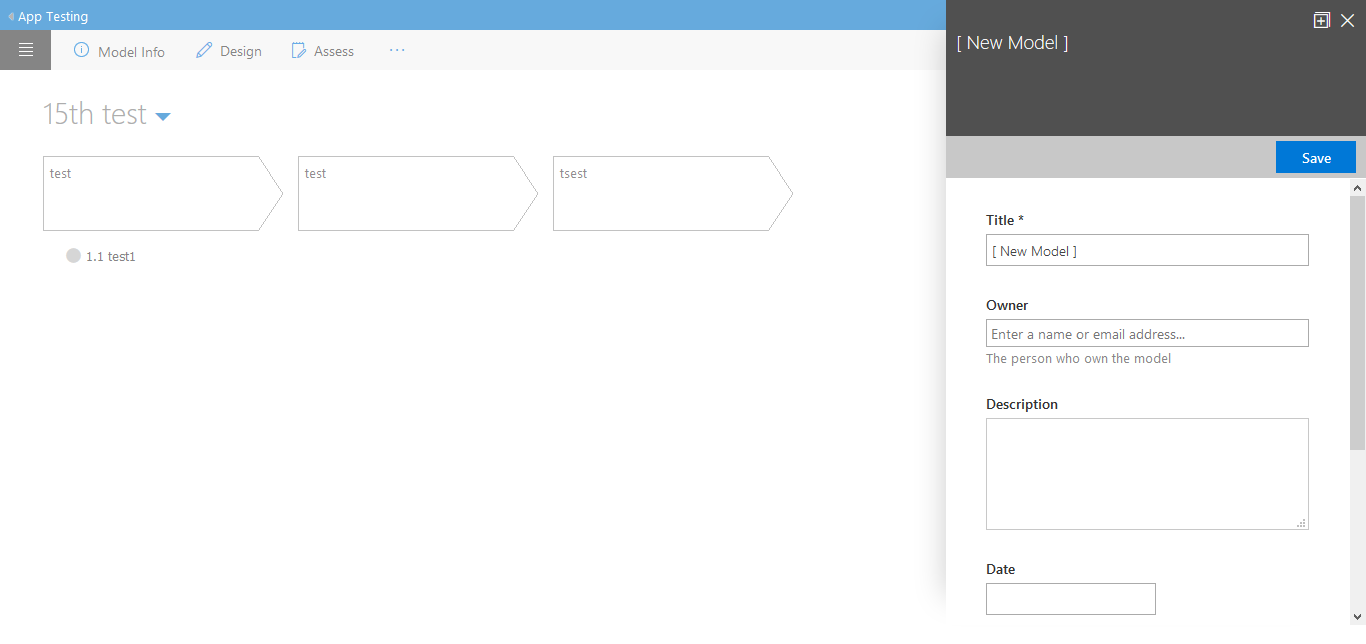 App Testing
Model Info Design Assess ...
15th test
test test tsest
1.1 test1
[ New Model ]
Save
Title *
[ New Model ]
Owner
Enter a name or email address...
The person who own the model
Description
Date